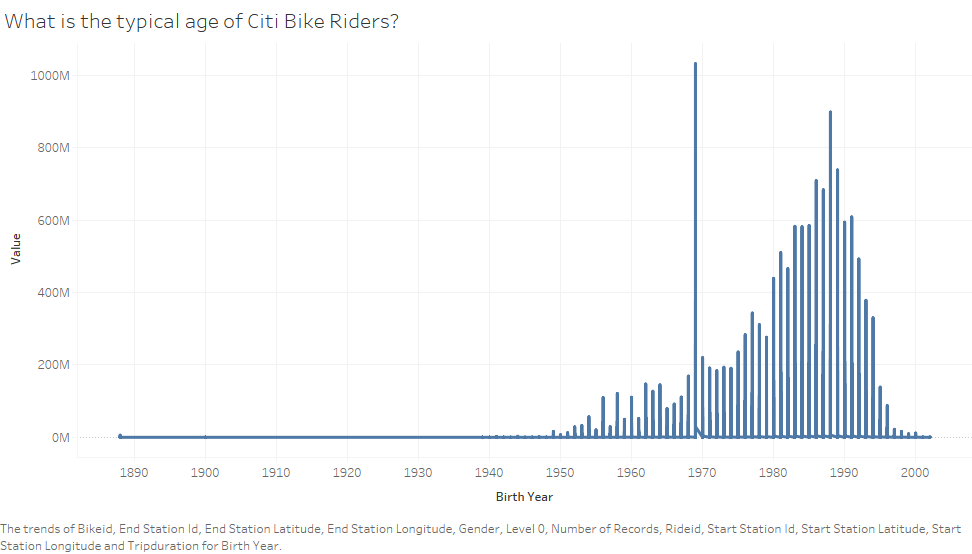 What is the typical age of Citi Bike Riders?
1000M
800M
600M
400M
200M
0M
Value
1890 1900 1910 1920 1930 1940 1950 1960 1970 1980 1990 2000
Birth Year
The trends of Bikeid, End Station Id, End Station Latitude, End Station Longitude, Gender, Level 0, Number of Records, Rideid, Start Station Id, Start Station Latitude, Start
Station Longitude and Tripduration for Birth Year.